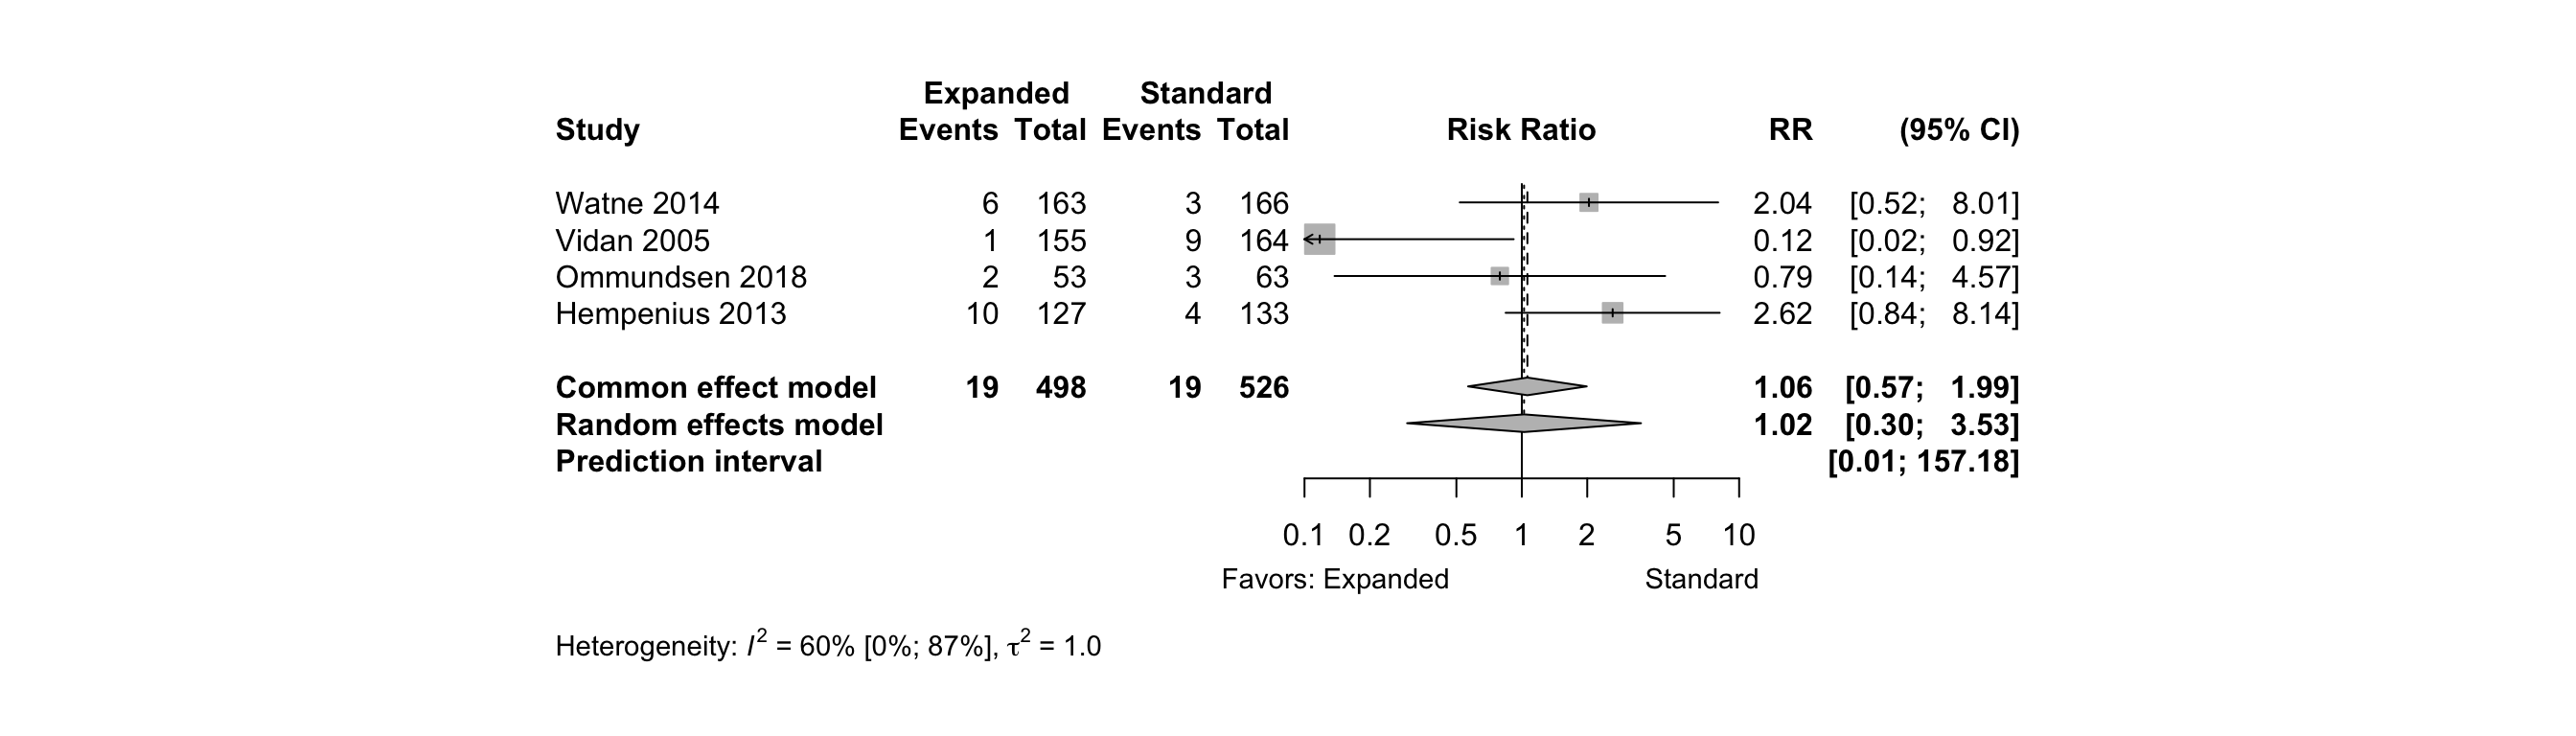 Expanded Standard
Study Events Total Events Total Risk Ratio RR (95% CI)
Watne 2014 6 163 3 166 2.04 [0.52; 8.01]
Vidan 2005 1 155 9 164 0.12 [0.02; 0.92]
Ommundsen 2018 2 53 3 63 0.79 [0.14; 4.57]
Hempenius 2013 10 127 4 133 2.62 [0.84; 8.14]
Common effect model 19 498 19 526 1.06 [0.57; 1.99]
Random effects model 1.02 [0.30; 3.53]
Prediction interval [0.01; 157.18]
0.1 0.2 0.5 1 2 5 10
Favors: Expanded Standard
Heterogeneity: I² = 60% [0%; 87%], τ² = 1.0